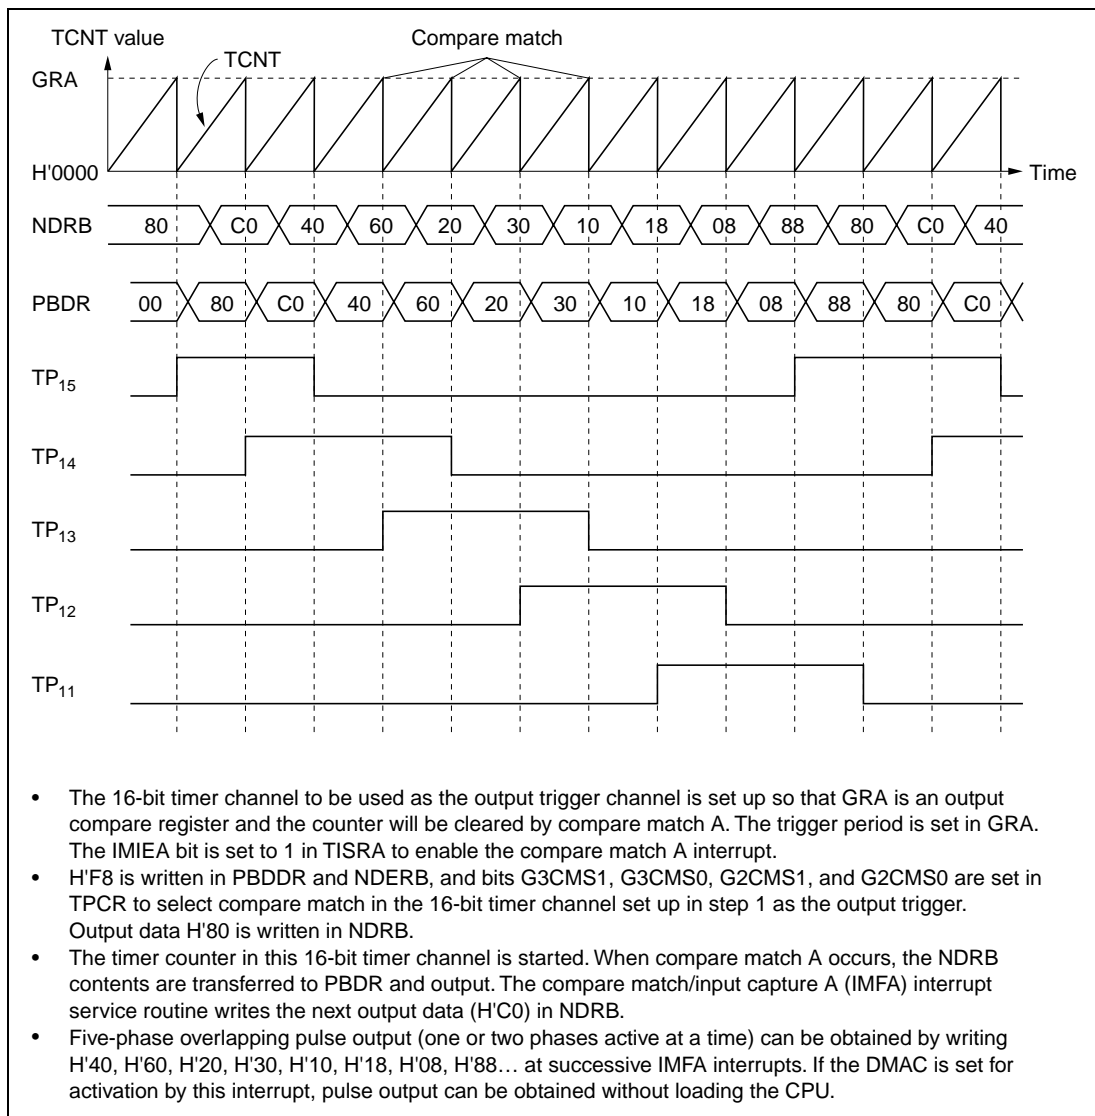 TCNT value
Compare match
TCNT
GRA
H'0000
Time
NDRB 80 C0 40 60 20 30 10 18 08 88 80 C0 40
PBDR 00 80 C0 40 60 20 30 10 18 08 88 80 C0
TP15
TP14
TP13
TP12
TP11
• The 16-bit timer channel to be used as the output trigger channel is set up so that GRA is an output
compare register and the counter will be cleared by compare match A. The trigger period is set in GRA.
The IMIEA bit is set to 1 in TISRA to enable the compare match A interrupt.
• H'F8 is written in PBDDR and NDERB, and bits G3CMS1, G3CMS0, G2CMS1, and G2CMS0 are set in
TPCR to select compare match in the 16-bit timer channel set up in step 1 as the output trigger.
Output data H'80 is written in NDRB.
• The timer counter in this 16-bit timer channel is started. When compare match A occurs, the NDRB
contents are transferred to PBDR and output. The compare match/input capture A (IMFA) interrupt
service routine writes the next output data (H'C0) in NDRB.
• Five-phase overlapping pulse output (one or two phases active at a time) can be obtained by writing
H'40, H'60, H'20, H'30, H'10, H'18, H'08, H'88… at successive IMFA interrupts. If the DMAC is set for
activation by this interrupt, pulse output can be obtained without loading the CPU.